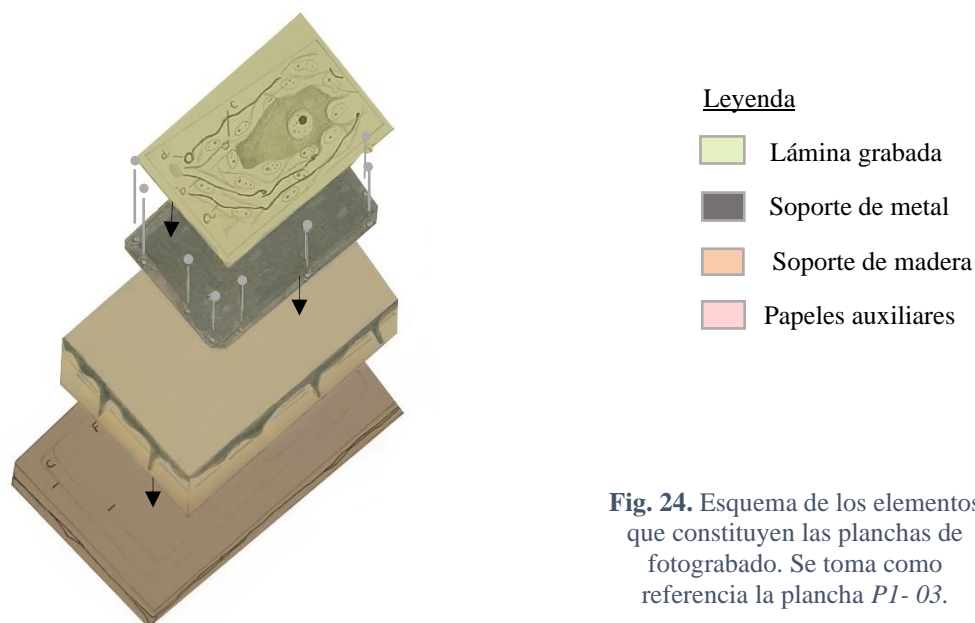 Leyenda
Lámina grabada
Soporte de metal
Soporte de madera
Papeles auxiliares
Fig. 24. Esquema de los elementos
que constituyen las planchas de
fotograbado. Se toma como
referencia la plancha P1- 03.